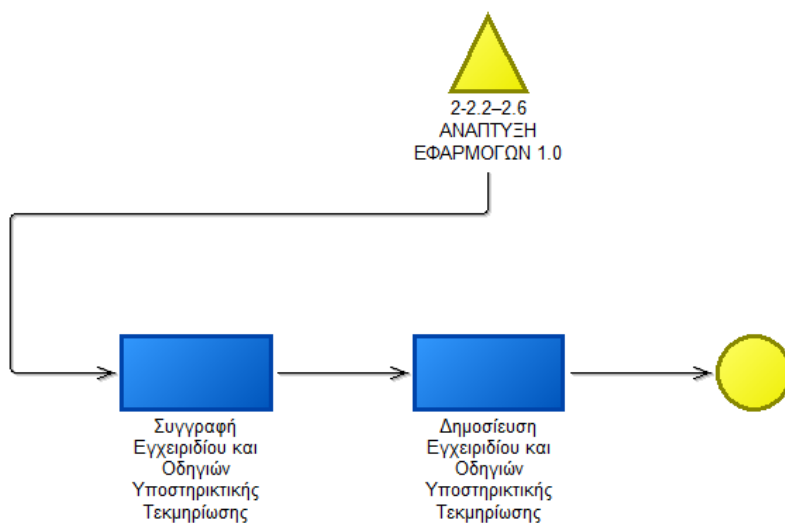 2-2.2–2.6
ΑΝΑΠΤΥΞΗ
ΕΦΑΡΜΟΓΩΝ 1.0
Συγγραφή
Εγχειριδίου και
Οδηγιών
Υποστηρικτικής
Τεκμηρίωσης
Δημοσίευση
Εγχειριδίου και
Οδηγιών
Υποστηρικτικής
Τεκμηρίωσης